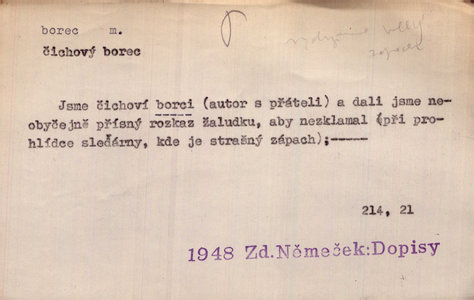 borec m.
čichový borec
Jsme čichoví borci (autor s přáteli) a dali jsme ne-
obyčejně přísný rozkaz žaludku, aby nezklamal (při pro-
hlídce sleďárny, kde je strašný zápach);-----
214, 21
1948 Zd.Němeček:Dopisy